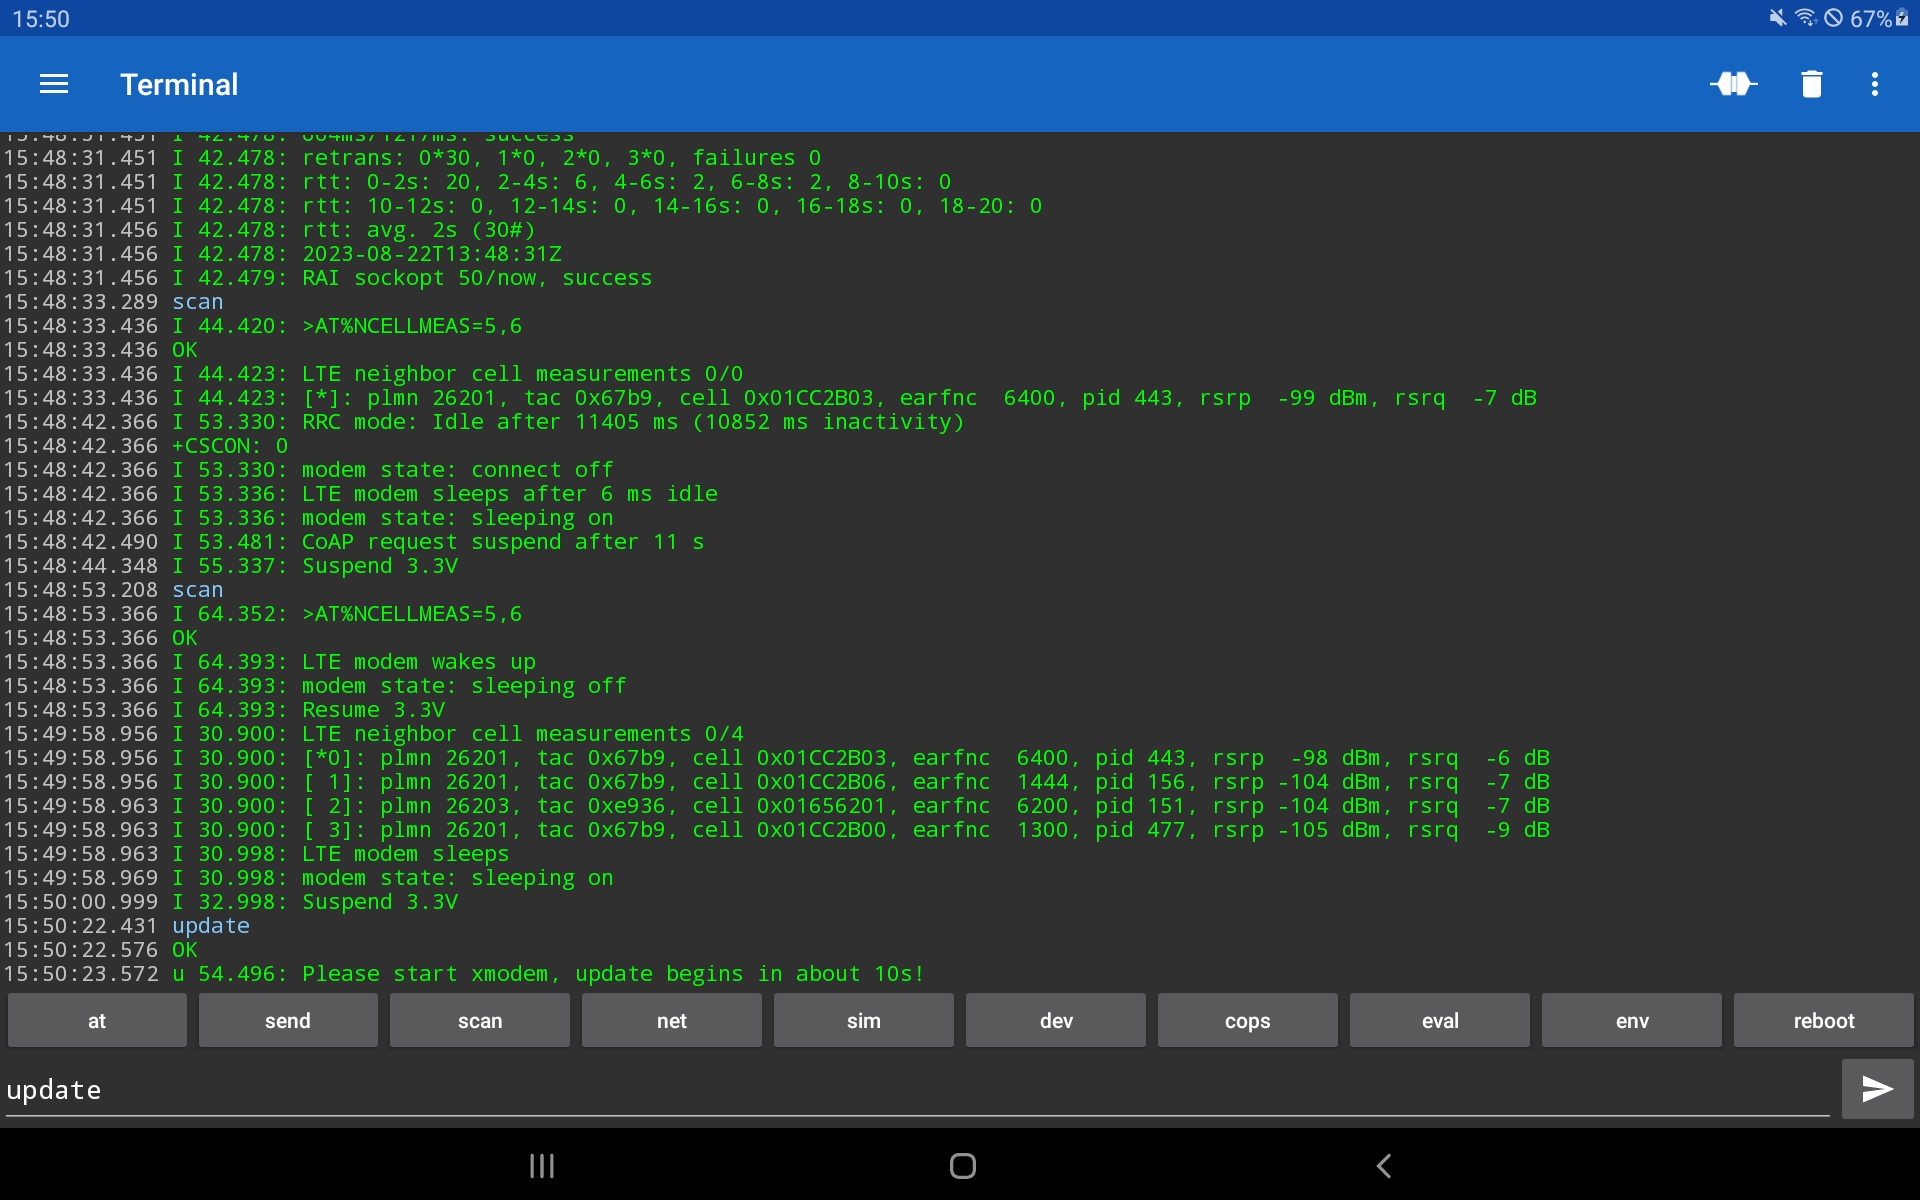 15:50
67%
Terminal
15:48:31.451 I 42.478: 664ms/1217ms: success
15:48:31.451 I 42.478: retrans: 0*30, 1*0, 2*0, 3*0, failures 0
15:48:31.451 I 42.478: rtt: 0-2s: 20, 2-4s: 6, 4-6s: 2, 6-8s: 2, 8-10s: 0
15:48:31.451 I 42.478: rtt: 10-12s: 0, 12-14s: 0, 14-16s: 0, 16-18s: 0, 18-20: 0
15:48:31.456 I 42.478: rtt: avg. 2s (30#)
15:48:31.456 I 42.478: 2023-08-22T13:48:31Z
15:48:31.456 I 42.479: RAI sockopt 50/now, success
15:48:33.289 scan
15:48:33.436 I 44.420: >AT%NCELLMEAS=5,6
15:48:33.436 OK
15:48:33.436 I 44.423: LTE neighbor cell measurements 0/0
15:48:33.436 I 44.423: [*]: plmn 26201, tac 0x67b9, cell 0x01CC2B03, earfnc  6400, pid 443, rsrp  -99 dBm, rsrq  -7 dB
15:48:42.366 I 53.330: RRC mode: Idle after 11405 ms (10852 ms inactivity)
15:48:42.366 +CSCON: 0
15:48:42.366 I 53.330: modem state: connect off
15:48:42.366 I 53.336: LTE modem sleeps after 6 ms idle
15:48:42.366 I 53.336: modem state: sleeping on
15:48:42.490 I 53.481: CoAP request suspend after 11 s
15:48:44.348 I 55.337: Suspend 3.3V
15:48:53.208 scan
15:48:53.366 I 64.352: >AT%NCELLMEAS=5,6
15:48:53.366 OK
15:48:53.366 I 64.393: LTE modem wakes up
15:48:53.366 I 64.393: modem state: sleeping off
15:48:53.366 I 64.393: Resume 3.3V
15:49:58.956 I 30.900: LTE neighbor cell measurements 0/4
15:49:58.956 I 30.900: [*0]: plmn 26201, tac 0x67b9, cell 0x01CC2B03, earfnc  6400, pid 443, rsrp  -98 dBm, rsrq  -6 dB
15:49:58.956 I 30.900: [ 1]: plmn 26201, tac 0x67b9, cell 0x01CC2B06, earfnc  1444, pid 156, rsrp -104 dBm, rsrq  -7 dB
15:49:58.963 I 30.900: [ 2]: plmn 26203, tac 0xe936, cell 0x01656201, earfnc  6200, pid 151, rsrp -104 dBm, rsrq  -7 dB
15:49:58.963 I 30.900: [ 3]: plmn 26201, tac 0x67b9, cell 0x01CC2B00, earfnc  1300, pid 477, rsrp -105 dBm, rsrq  -9 dB
15:49:58.963 I 30.998: LTE modem sleeps
15:49:58.969 I 30.998: modem state: sleeping on
15:50:00.999 I 32.998: Suspend 3.3V
15:50:22.431 update
15:50:22.576 OK
15:50:23.572 u 54.496: Please start xmodem, update begins in about 10s!
at send scan net sim dev cops eval env reboot
update